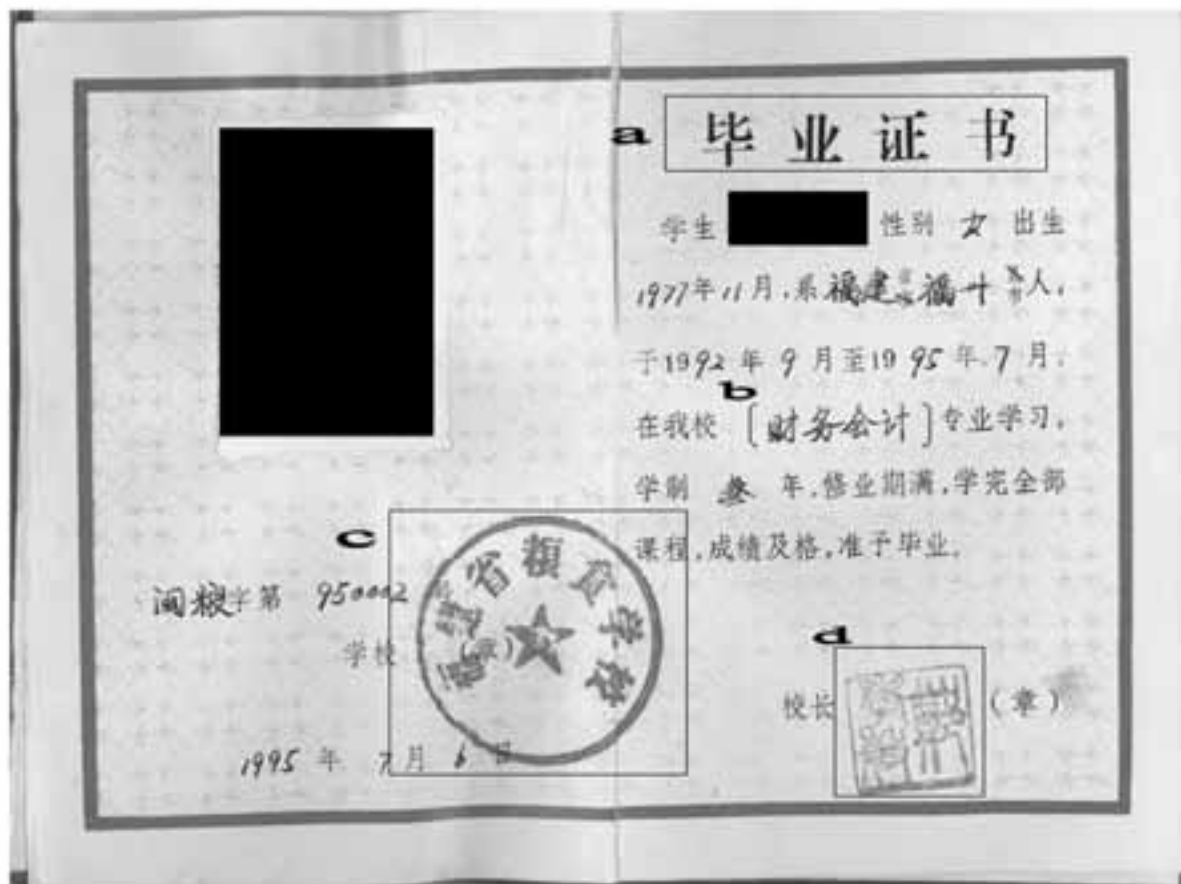 a 毕业证书
学生 性别 女 出生
1977年11月,系福建 福州 人,
于1992年9月至1995年7月,
b
在我校〔财务会计〕专业学习,
学制 叁 年,修业期满,学完全部
课程,成绩及格,准予毕业。
c
福建省粮食学校
闽粮字第 950002 号
学校 (章)
d
校长 (章)
1995年7月6日